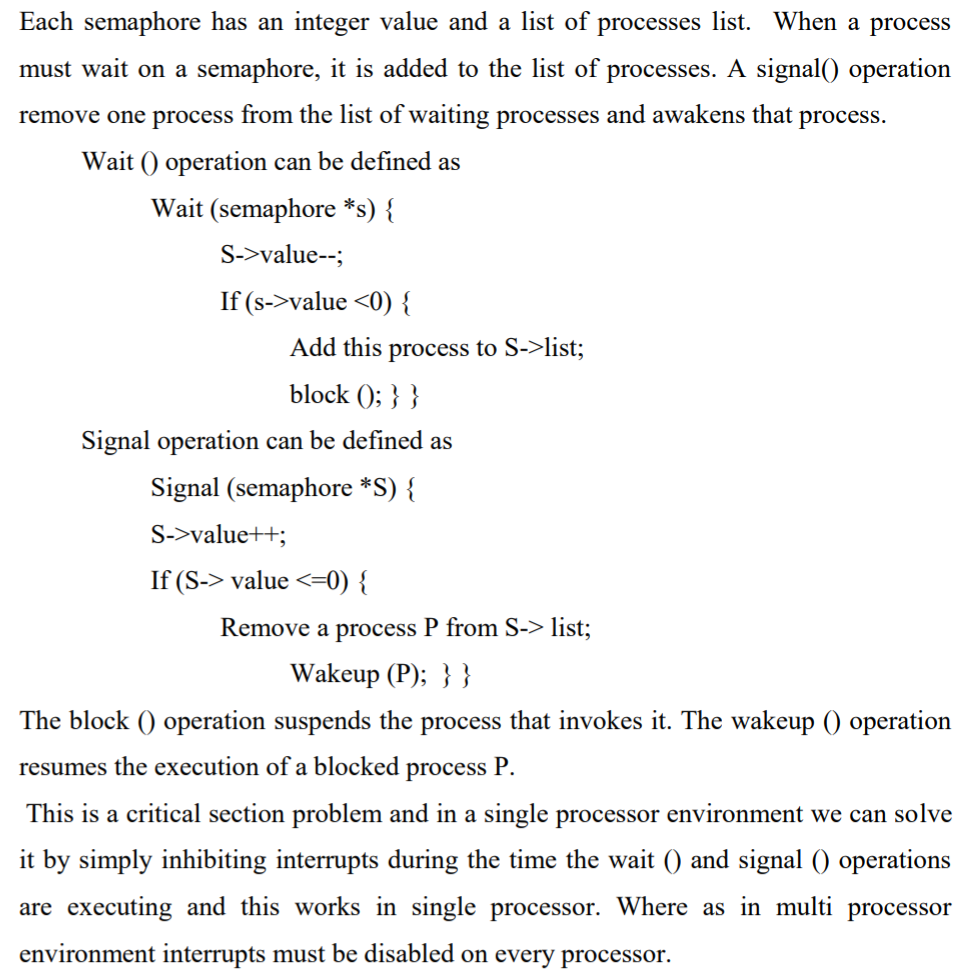 Each semaphore has an integer value and a list of processes list. When a process
must wait on a semaphore, it is added to the list of processes. A signal() operation
remove one process from the list of waiting processes and awakens that process.
Wait () operation can be defined as
Wait (semaphore *s) {
S->value--;
If (s->value <0) {
Add this process to S->list;
block (); } }
Signal operation can be defined as
Signal (semaphore *S) {
S->value++;
If (S-> value <=0) {
Remove a process P from S-> list;
Wakeup (P); } }
The block () operation suspends the process that invokes it. The wakeup () operation
resumes the execution of a blocked process P.
This is a critical section problem and in a single processor environment we can solve
it by simply inhibiting interrupts during the time the wait () and signal () operations
are executing and this works in single processor. Where as in multi processor
environment interrupts must be disabled on every processor.